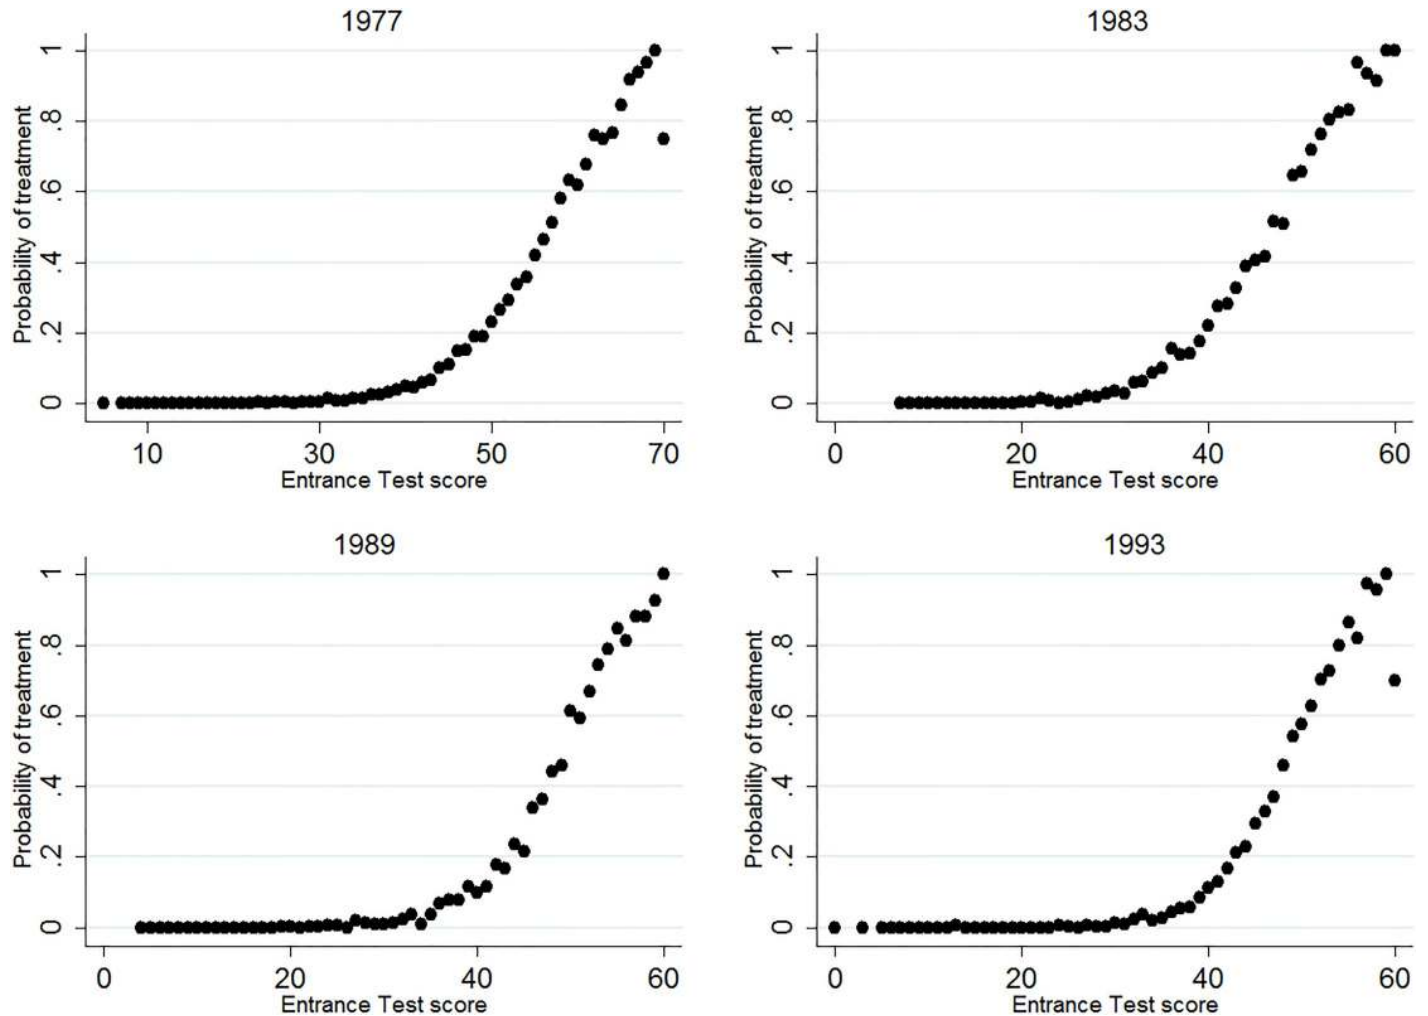 1977
Probability of treatment
0 .2 .4 .6 .8 1
10 30 50 70
Entrance Test score
1983
Probability of treatment
0 .2 .4 .6 .8 1
0 20 40 60
Entrance Test score
1989
Probability of treatment
0 .2 .4 .6 .8 1
0 20 40 60
Entrance Test score
1993
Probability of treatment
0 .2 .4 .6 .8 1
0 20 40 60
Entrance Test score